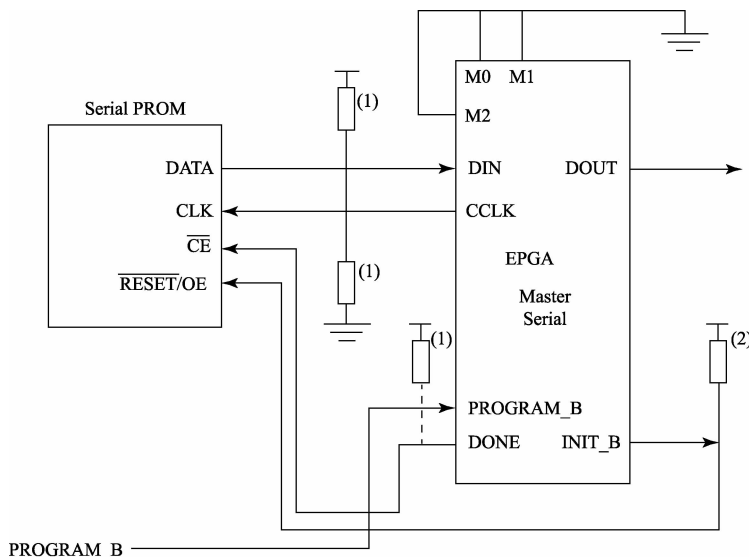 M0 M1
(1)
Serial PROM
M2
DATA
DIN
DOUT
CLK
CCLK
CE
EPGA
(1)
RESET/OE
Master
Serial
(1)
(2)
PROGRAM_B
DONE
INIT_B
PROGRAM_B